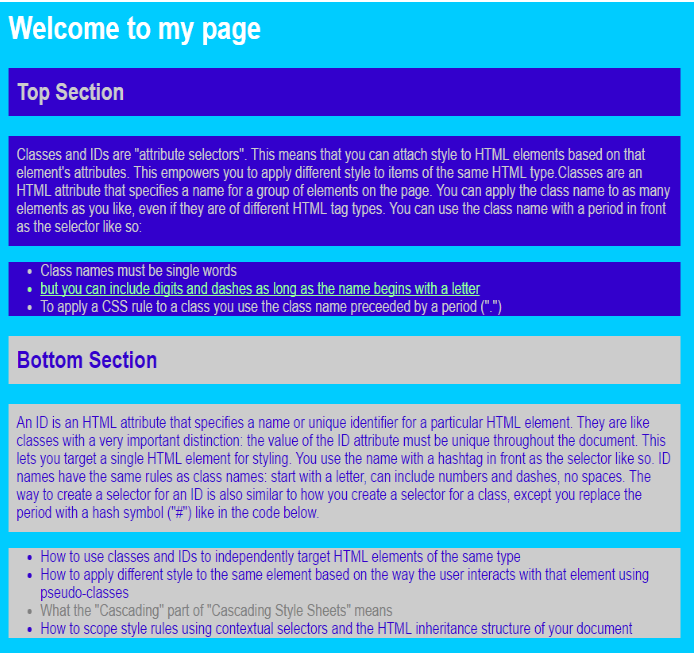 Welcome to my page
Top Section
Classes and IDs are "attribute selectors". This means that you can attach style to HTML elements based on that
element's attributes. This empowers you to apply different style to items of the same HTML type.Classes are an
HTML attribute that specifies a name for a group of elements on the page. You can apply the class name to as many
elements as you like, even if they are of different HTML tag types. You can use the class name with a period in front
as the selector like so:
• Class names must be single words
• but you can include digits and dashes as long as the name begins with a letter
• To apply a CSS rule to a class you use the class name preceeded by a period (".")
Bottom Section
An ID is an HTML attribute that specifies a name or unique identifier for a particular HTML element. They are like
classes with a very important distinction: the value of the ID attribute must be unique throughout the document. This
lets you target a single HTML element for styling. You use the name with a hashtag in front as the selector like so. ID
names have the same rules as class names: start with a letter, can include numbers and dashes, no spaces. The
way to create a selector for an ID is also similar to how you create a selector for a class, except you replace the
period with a hash symbol ("#") like in the code below.
• How to use classes and IDs to independently target HTML elements of the same type
• How to apply different style to the same element based on the way the user interacts with that element using
pseudo-classes
• What the "Cascading" part of "Cascading Style Sheets" means
• How to scope style rules using contextual selectors and the HTML inheritance structure of your document